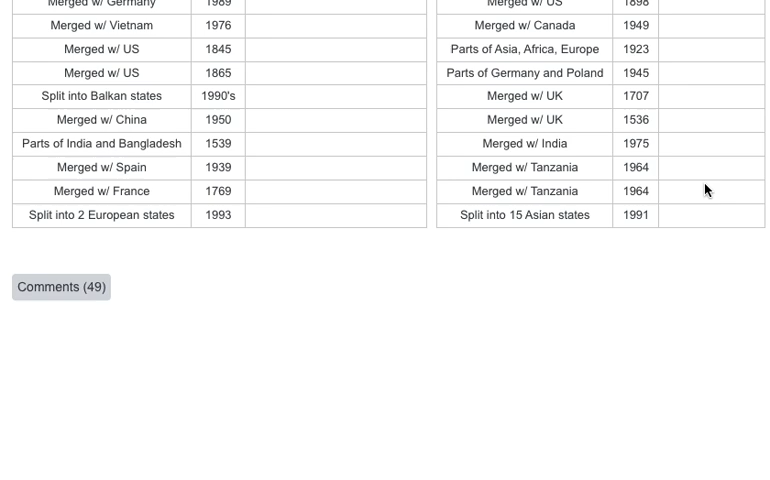 Merged w/ Germany 1989
Merged w/ US 1898
Merged w/ Vietnam 1976
Merged w/ Canada 1949
Merged w/ US 1845
Parts of Asia, Africa, Europe 1923
Merged w/ US 1865
Parts of Germany and Poland 1945
Split into Balkan states 1990's
Merged w/ UK 1707
Merged w/ China 1950
Merged w/ UK 1536
Parts of India and Bangladesh 1539
Merged w/ India 1975
Merged w/ Spain 1939
Merged w/ Tanzania 1964
Merged w/ France 1769
Merged w/ Tanzania 1964
Split into 2 European states 1993
Split into 15 Asian states 1991
Comments (49)